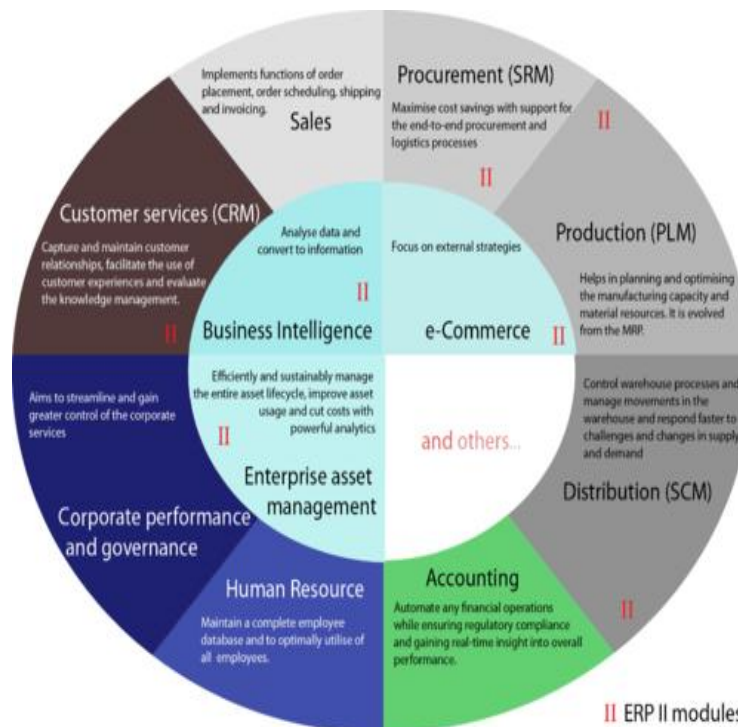 Implements functions of order
placement, order scheduling, shipping
and invoicing.
Sales
Procurement (SRM)
Maximise cost savings with support for
the end-to-end procurement and
logistics processes
II
II
Customer services (CRM)
Capture and maintain customer
relationships, facilitate the use of
customer experiences and evaluate
the knowledge management.
II
Analyse data and
convert to information
II
Business Intelligence
Focus on external strategies
e-Commerce
II
Production (PLM)
Helps in planning and optimising
the manufacturing capacity and
material resources. It is evolved
from the MRP.
Aims to streamline and gain
greater control of the corporate
services
Corporate performance
and governance
Efficiently and sustainably manage
the entire asset lifecycle, improve asset
usage and cut costs with
powerful analytics
II
Enterprise asset
management
and others...
Control warehouse processes and
manage movements in the
warehouse and respond faster to
challenges and changes in supply
and demand
Distribution (SCM)
II
Human Resource
Maintain a complete employee
database and to optimally utilise of
all employees.
Accounting
Automate any financial operations
while ensuring regulatory compliance
and gaining real-time insight into overall
performance.
II ERP II modules